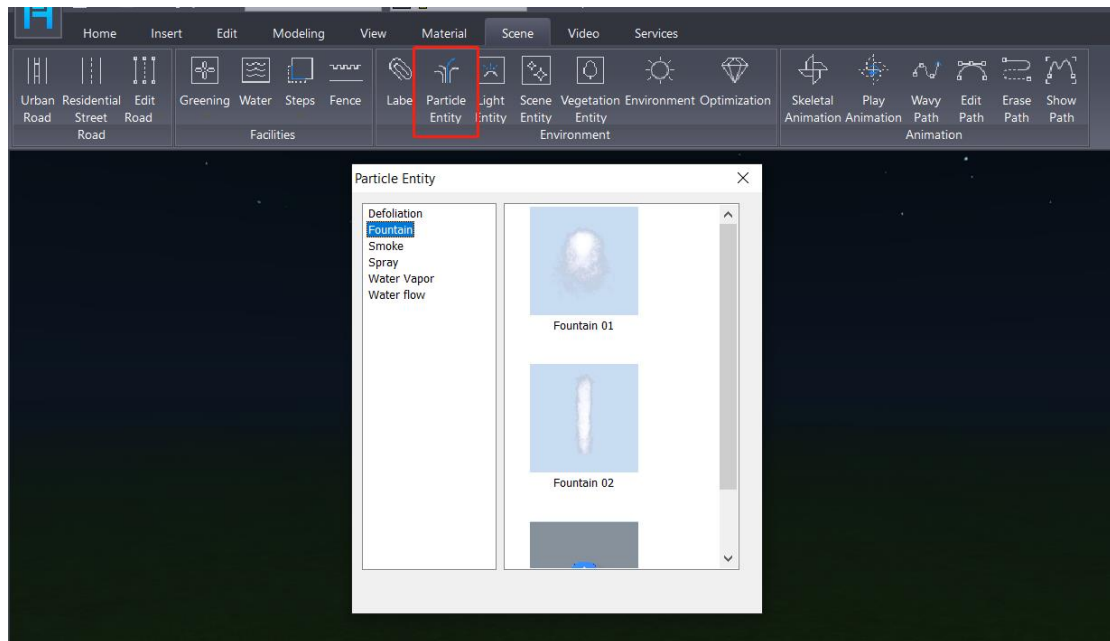 Home Insert Edit Modeling View Material Scene Video Services
Urban Residential Edit Greening Water Steps Fence Label Particle Light Scene Vegetation Environment Optimization Skeletal Play Wavy Edit Erase Show
Road Street Road Entity Entity Entity Entity Animation Animation Path Path Path Path
Road Facilities Environment Animation
Particle Entity
Defoliation
Fountain
Smoke
Spray
Water Vapor
Water flow
Fountain 01
Fountain 02